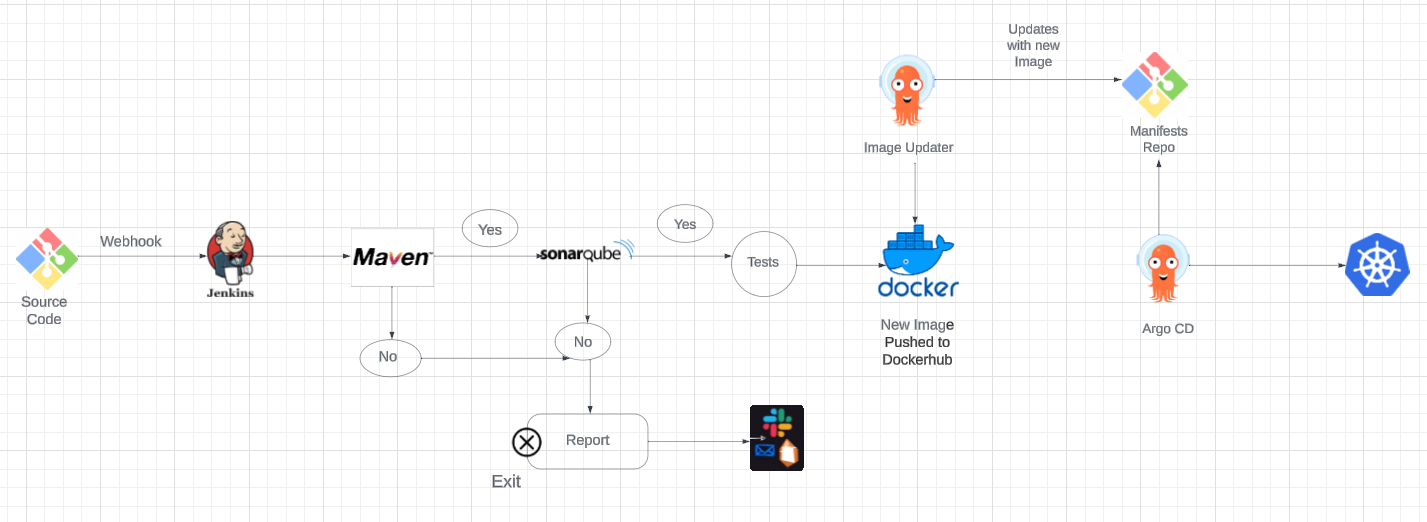 Updates
with new
Image
Manifests
Repo
Image Updater
Source
Code
Webhook
Jenkins
Maven
Yes
sonarqube
Yes
Tests
docker
New Image
Pushed to
Dockerhub
Argo CD
No
No
Report
Exit